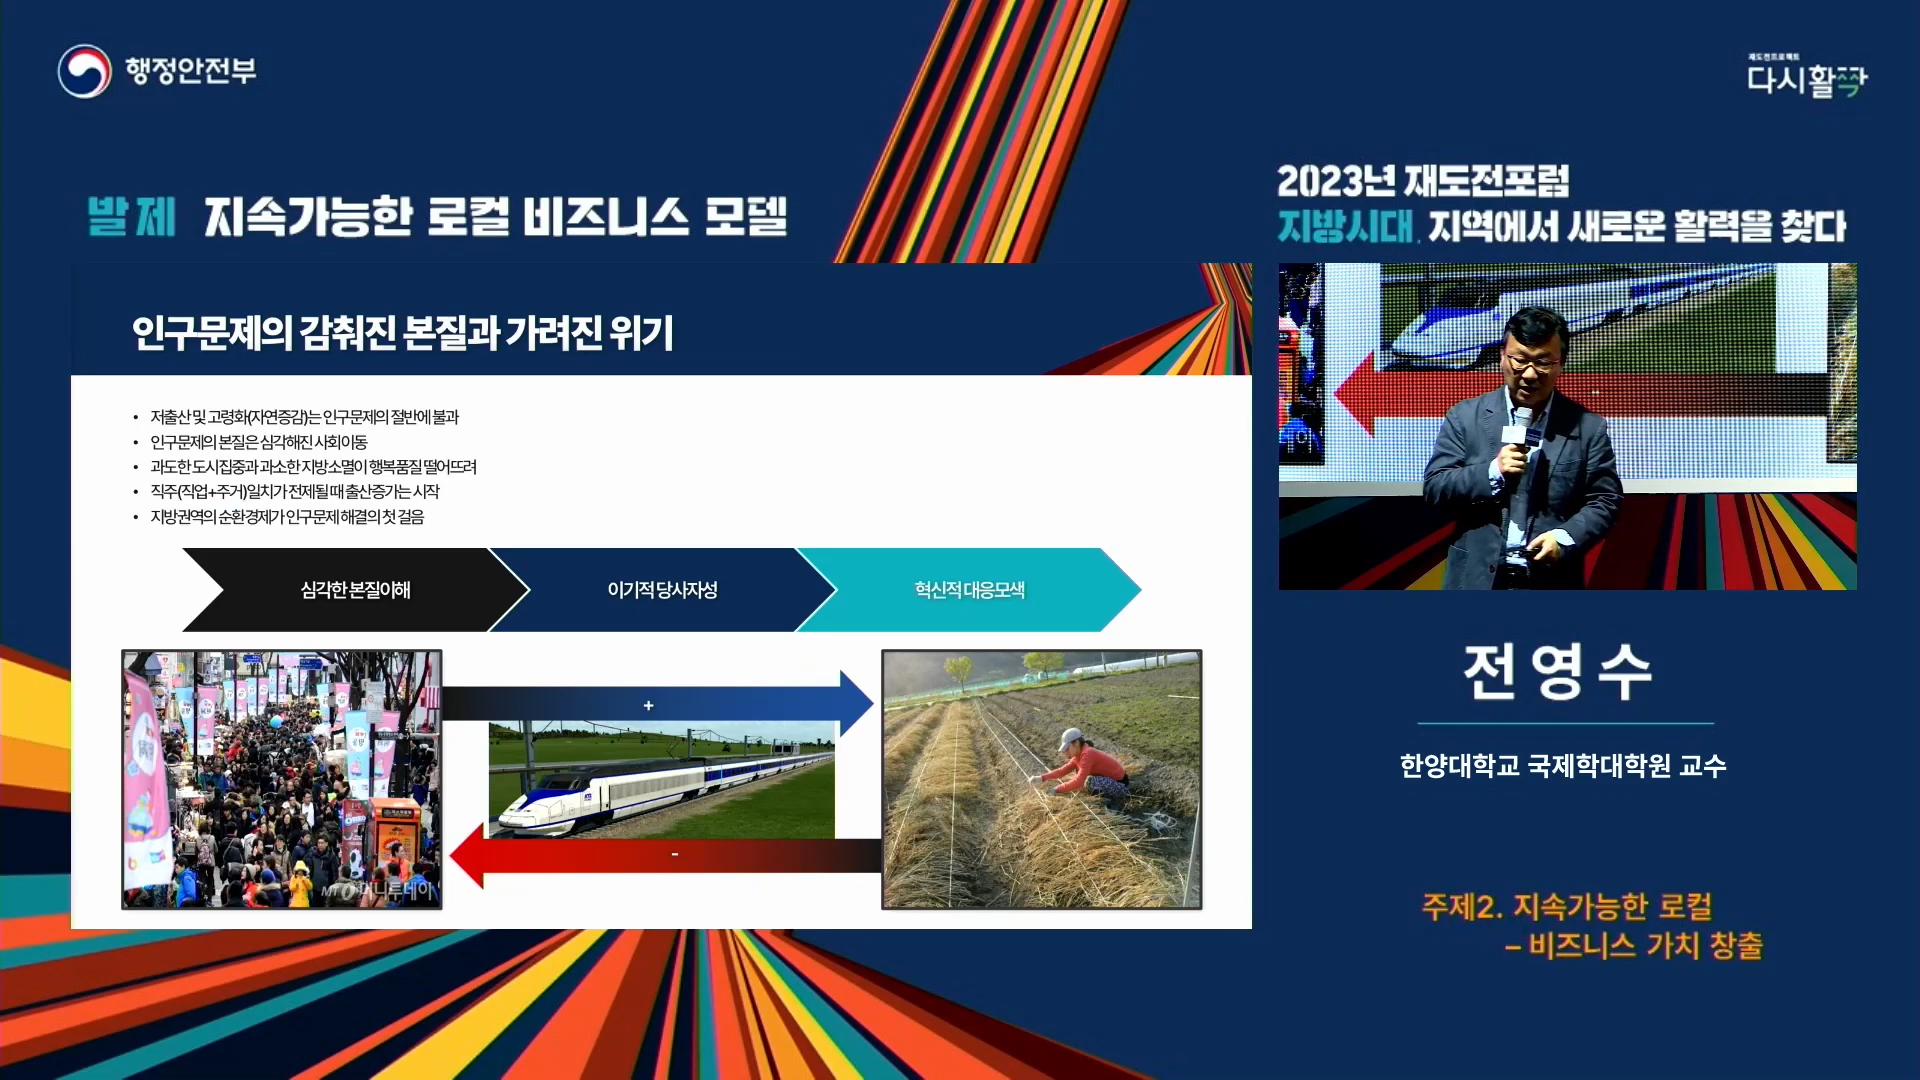 행정안전부
재도전프로젝트
다시활짝
발제 지속가능한 로컬 비즈니스 모델
2023년 재도전포럼
지방시대, 지역에서 새로운 활력을 찾다
인구문제의 감춰진 본질과 가려진 위기
• 저출산 및 고령화(자연증감)는 인구문제의 절반에 불과
• 인구문제의 본질은 심각해진 사회이동
• 과도한 도시집중과 과소한 지방소멸이 행복품질 떨어뜨려
• 직주(직업+주거)일치가 전제될 때 출산증가는 시작
• 지방권역의 순환경제가 인구문제 해결의 첫 걸음
심각한 본질이해
이기적 당사자성
혁신적 대응모색
+
-
MT 머니투데이
전영수
한양대학교 국제학대학원 교수
주제2. 지속가능한 로컬
– 비즈니스 가치 창출